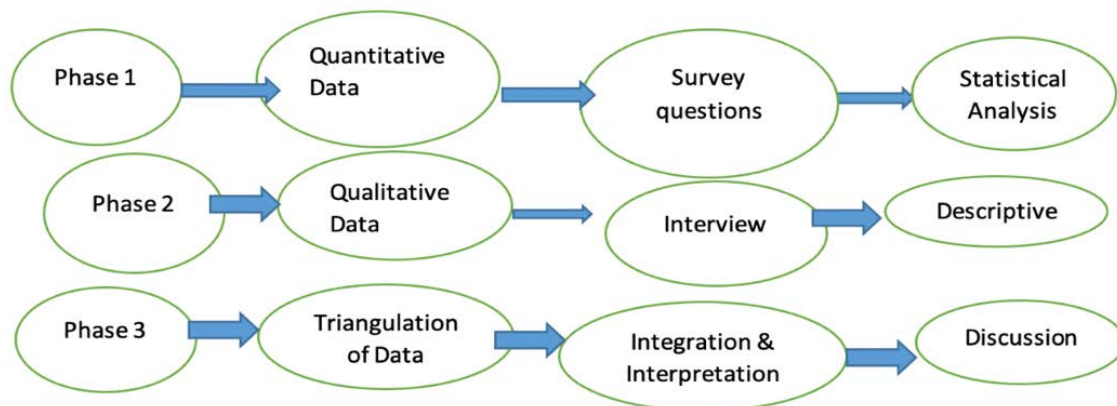 Phase 1
Quantitative
Data
Survey
questions
Statistical
Analysis
Phase 2
Qualitative
Data
Interview
Descriptive
Phase 3
Triangulation
of Data
Integration &
Interpretation
Discussion